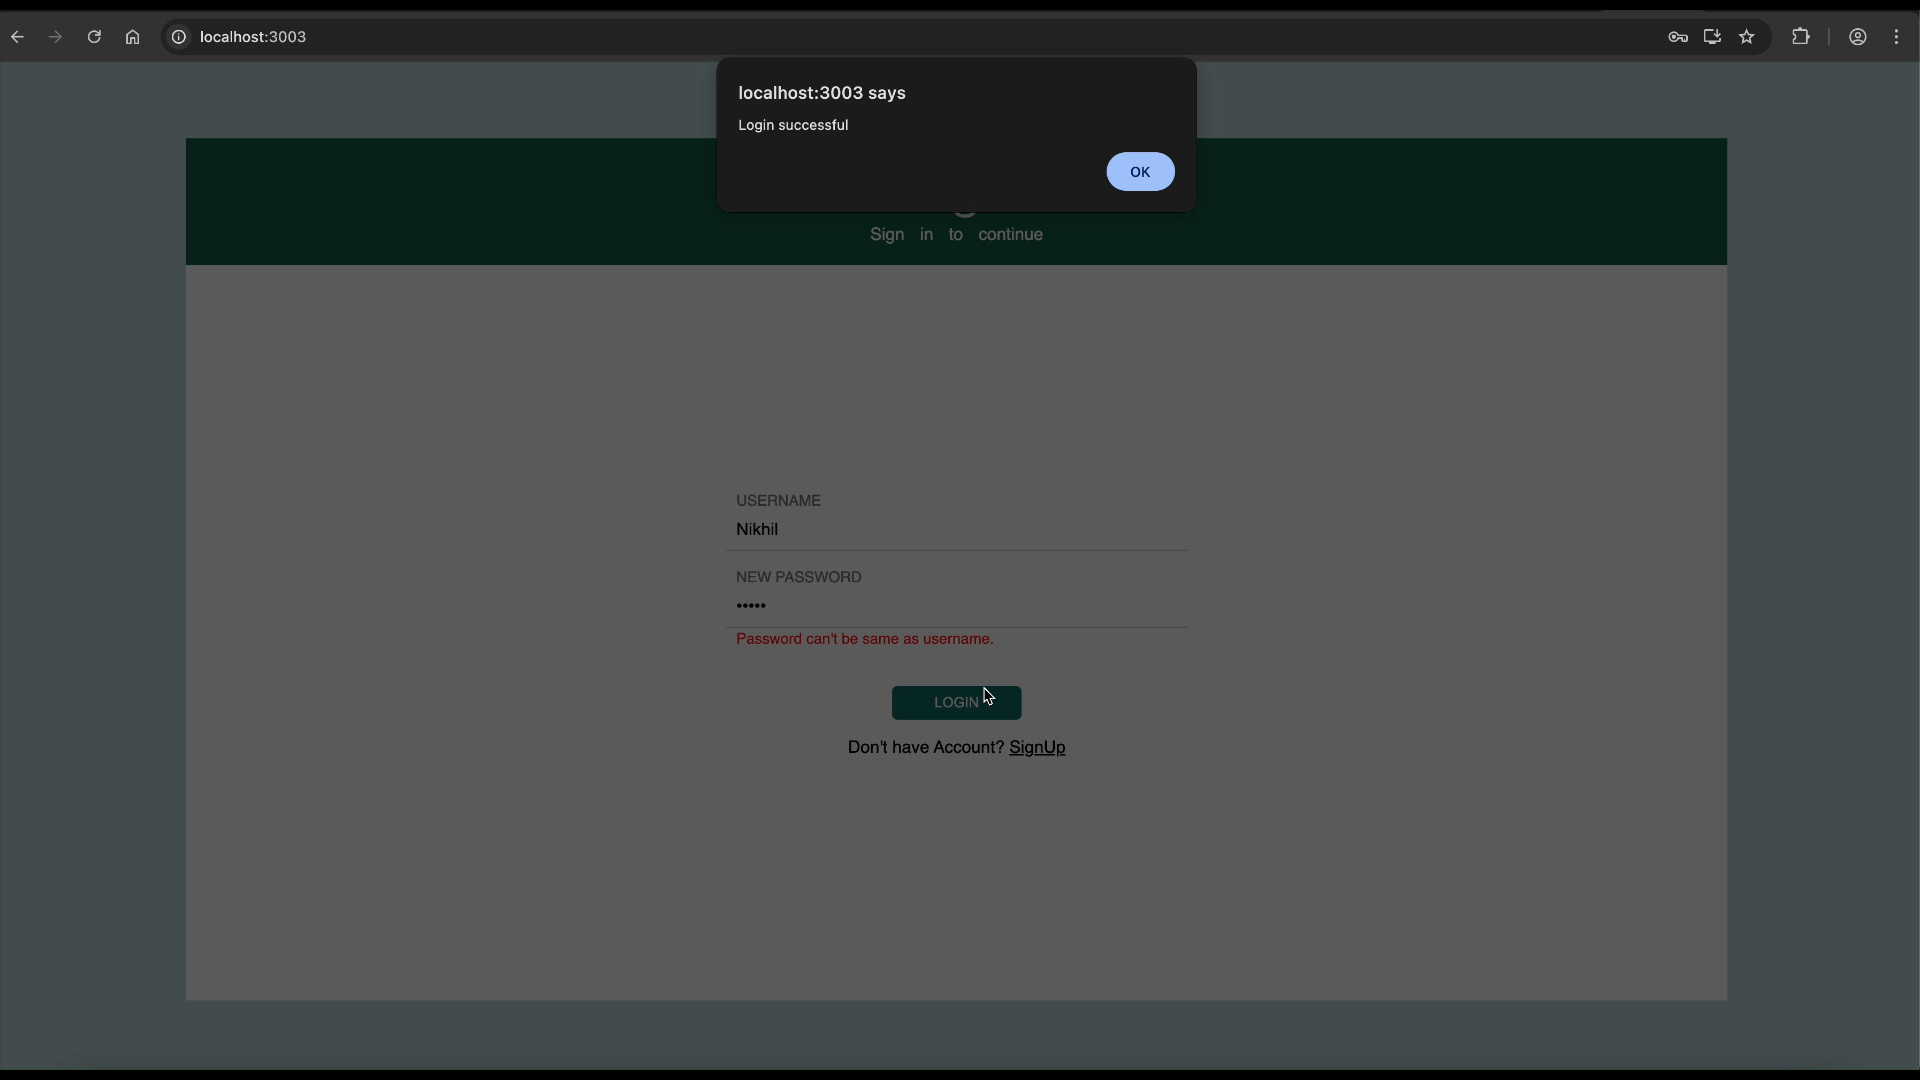 localhost:3003
localhost:3003 says
Login successful
OK
Sign in to continue
USERNAME
Nikhil
NEW PASSWORD
•••••
Password can't be same as username.
LOGIN
Don't have Account? SignUp